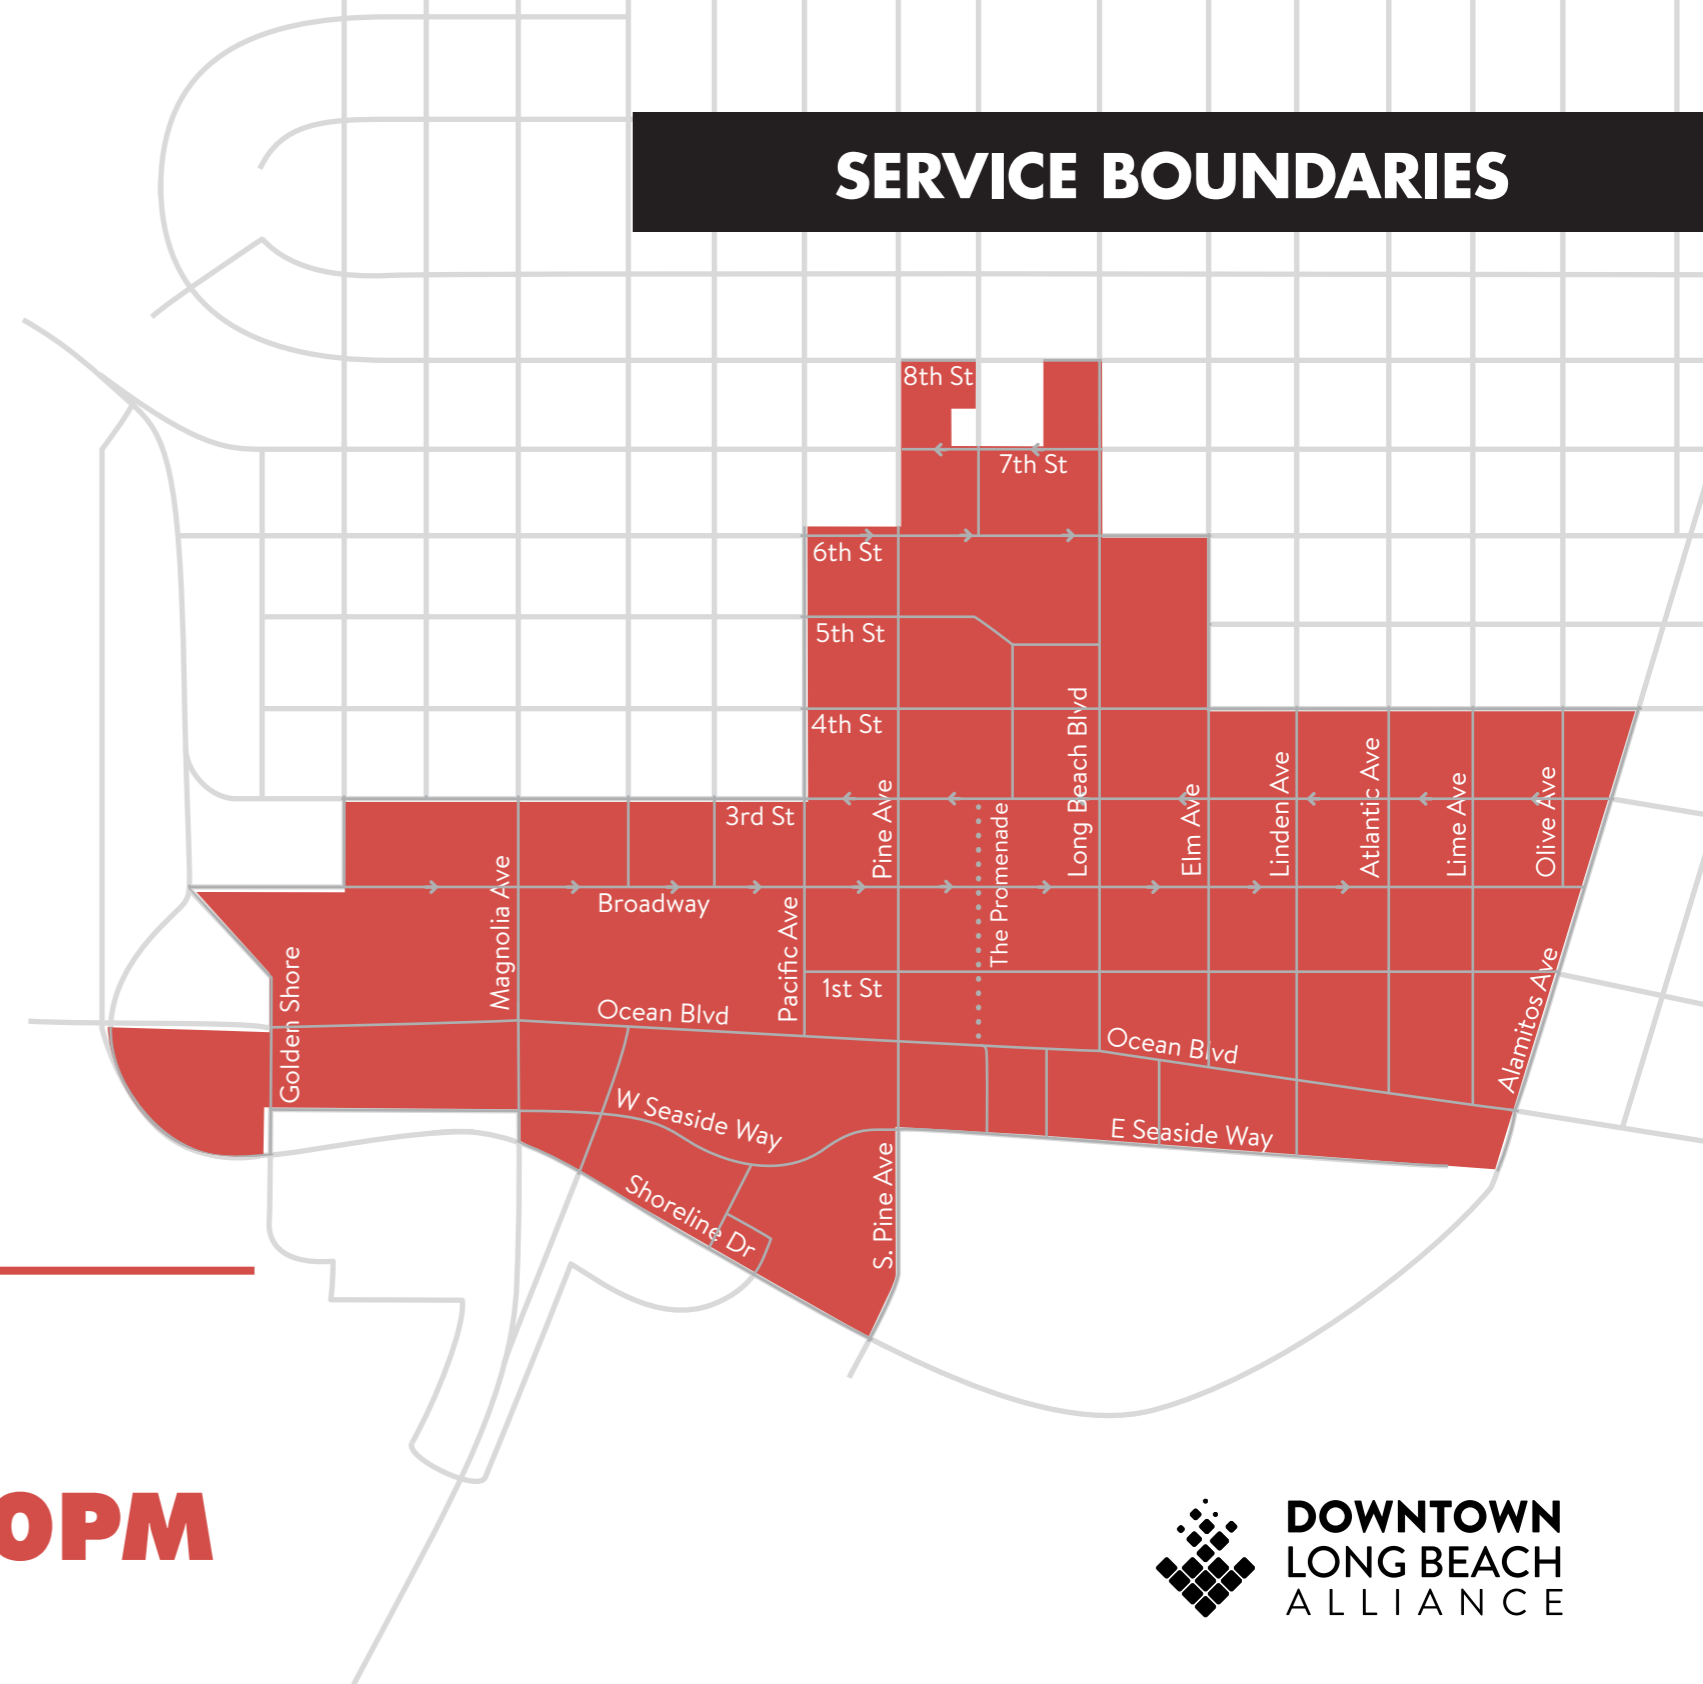 SERVICE BOUNDARIES
8th St
7th St
6th St
5th St
4th St
3rd St
Broadway
1st St
Ocean Blvd
Ocean Blvd
W Seaside Way
E Seaside Way
Shoreline Dr
Golden Shore
Magnolia Ave
Pacific Ave
Pine Ave
S. Pine Ave
The Promenade
Long Beach Blvd
Elm Ave
Linden Ave
Atlantic Ave
Lime Ave
Olive Ave
Alamitos Ave
0PM
DOWNTOWN
LONG BEACH
ALLIANCE